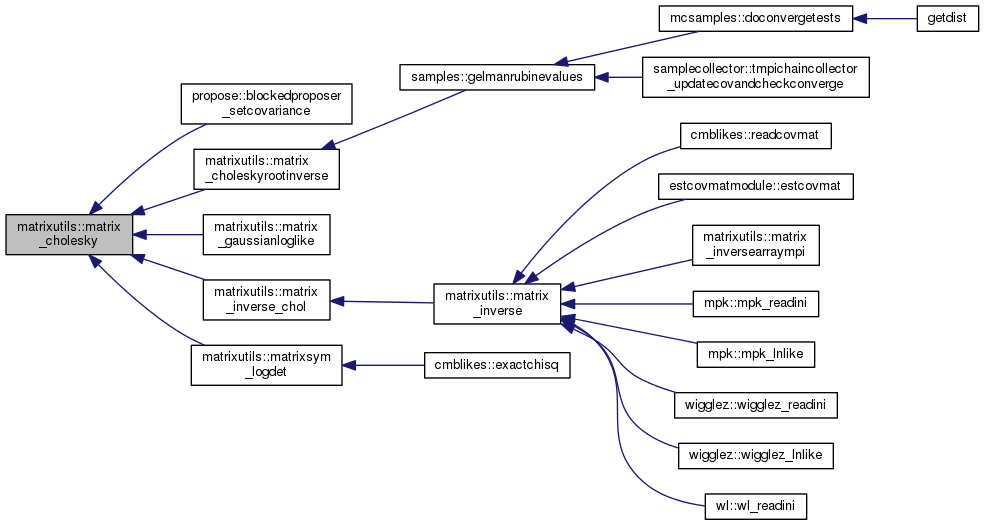 mcsamples::doconvergetests
getdist
samples::gelmanrubinevalues
samplecollector::tmpichaincollector
_updatecovandcheckconverge
propose::blockedproposer
_setcovariance
cmblikes::readcovmat
matrixutils::matrix
_choleskyrootinverse
estcovmatmodule::estcovmat
matrixutils::matrix
_cholesky
matrixutils::matrix
_gaussianloglike
matrixutils::matrix
_inversearraympi
matrixutils::matrix
_inverse_chol
matrixutils::matrix
_inverse
mpk::mpk_readini
mpk::mpk_lnlike
matrixutils::matrixsym
_logdet
cmblikes::exactchisq
wigglez::wigglez_readini
wigglez::wigglez_lnlike
wl::wl_readini